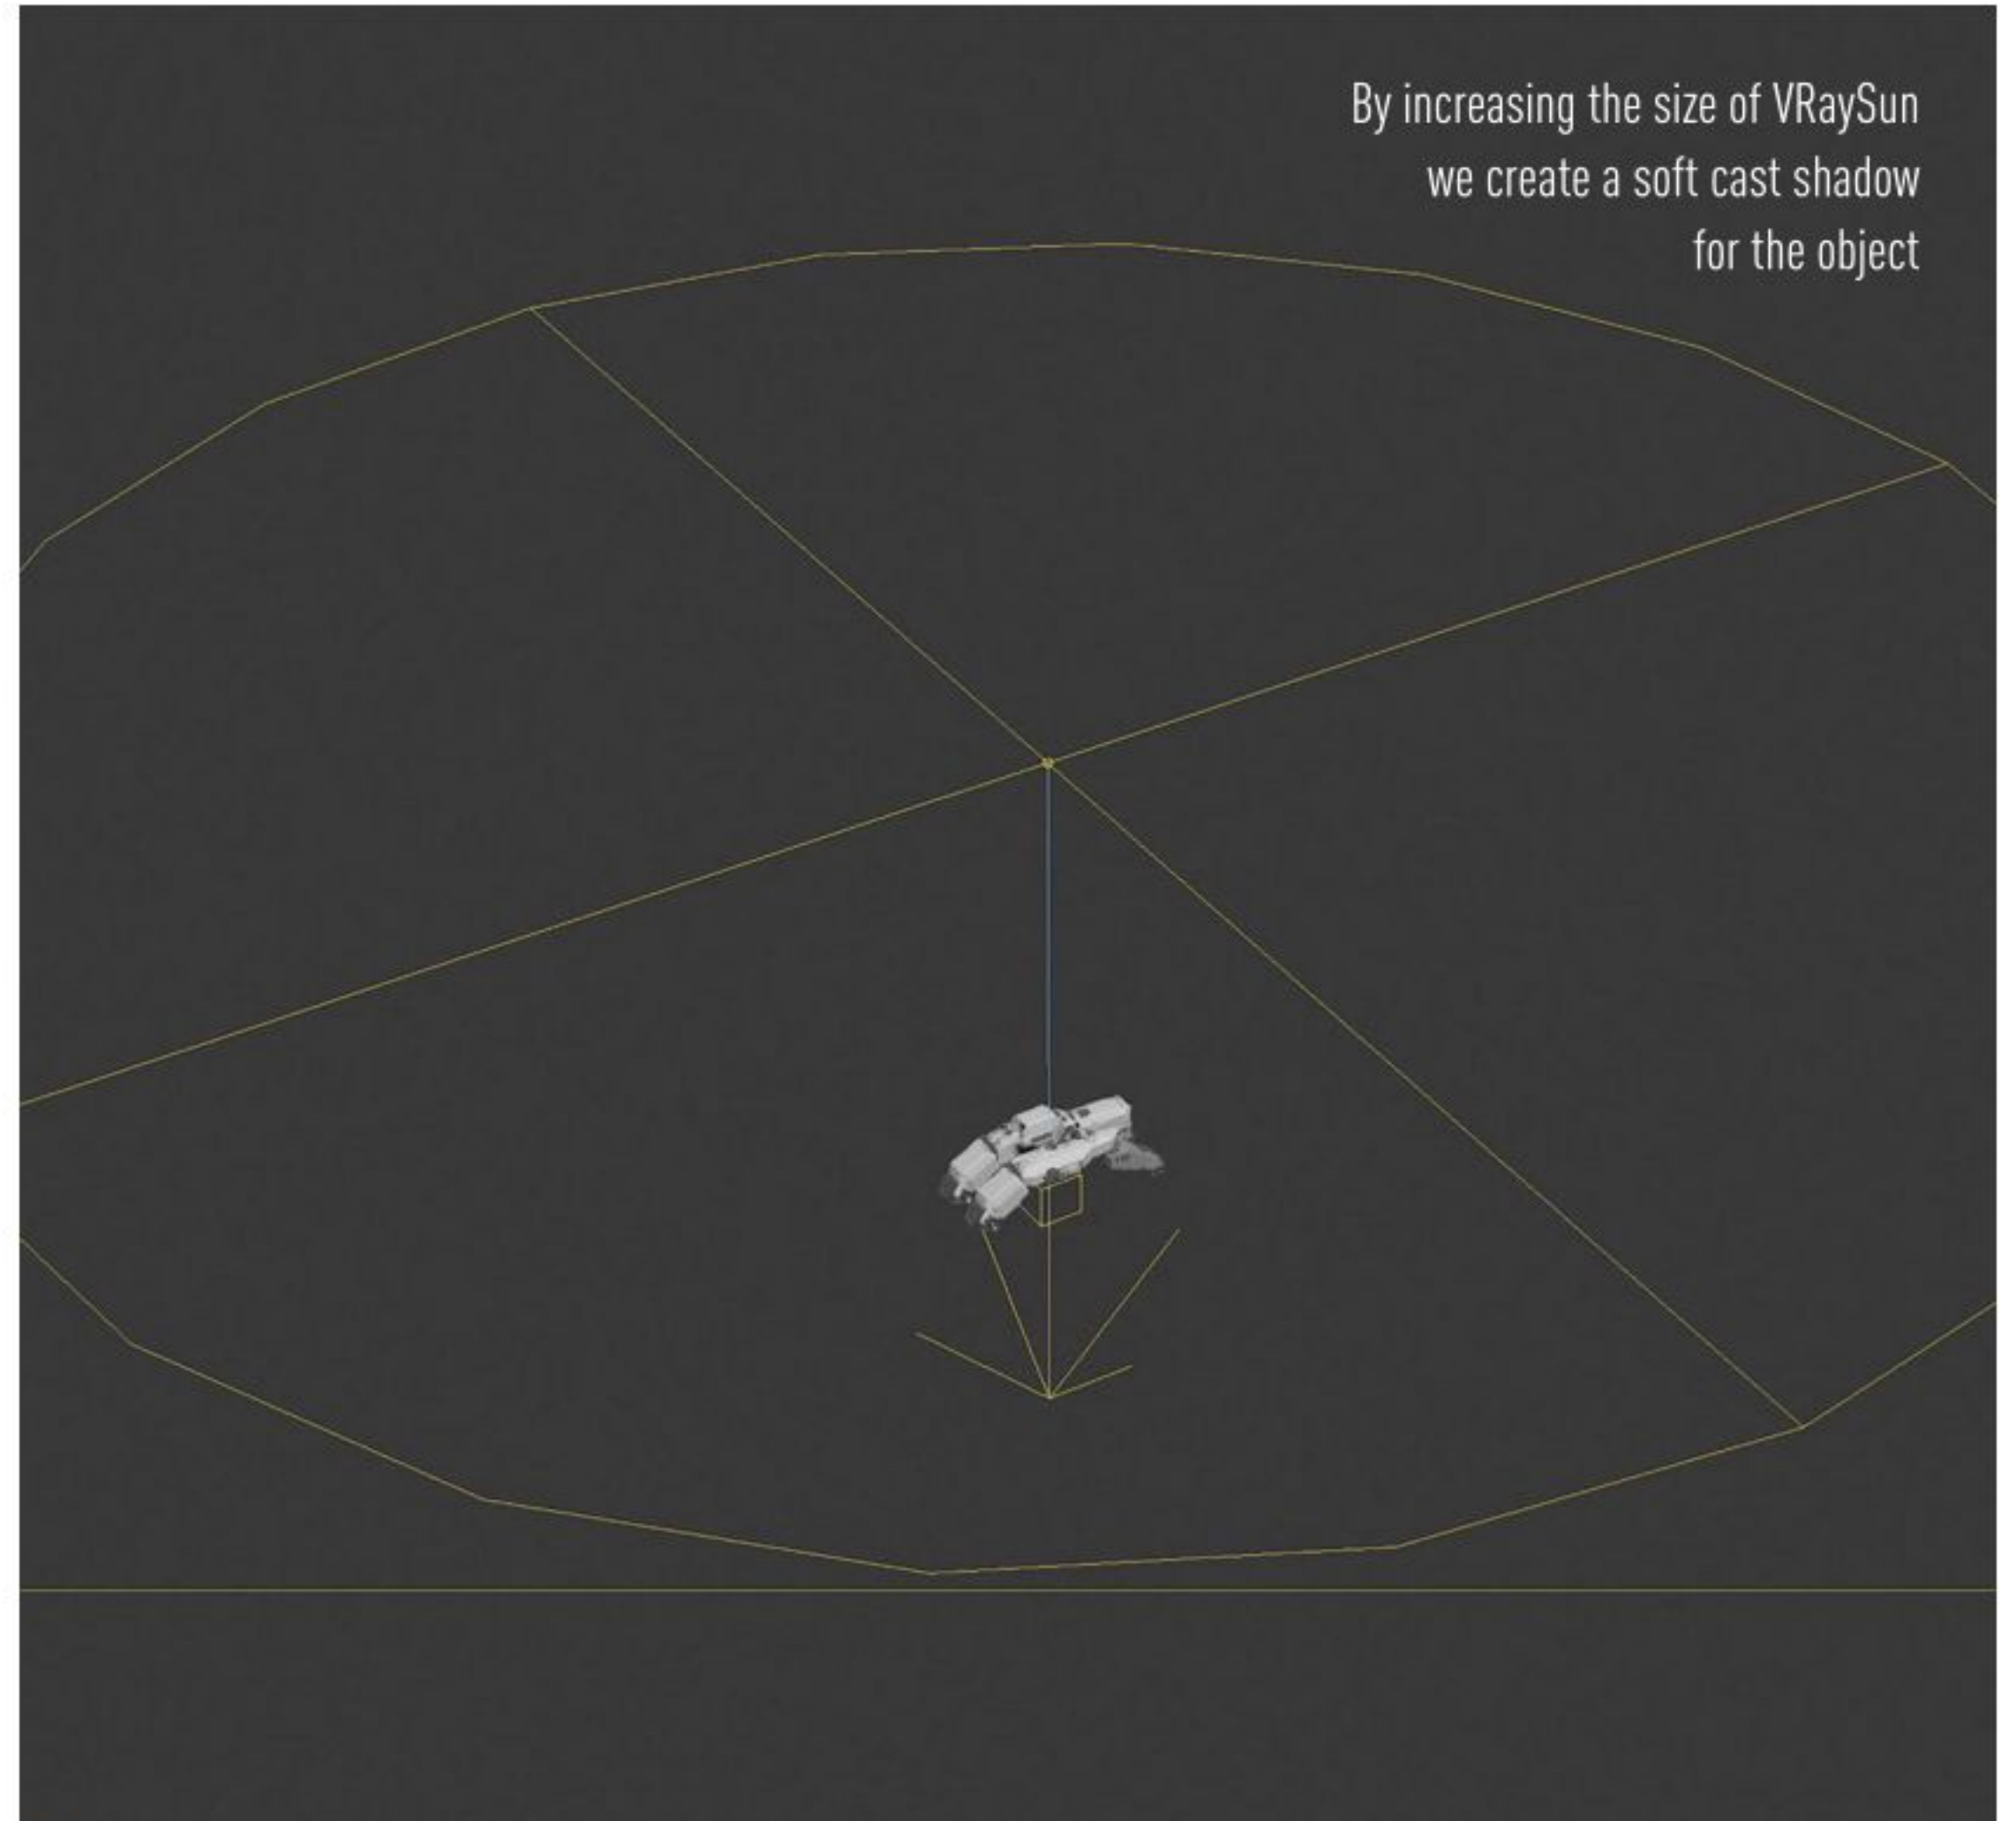 By increasing the size of VRaySun
we create a soft cast shadow
for the object